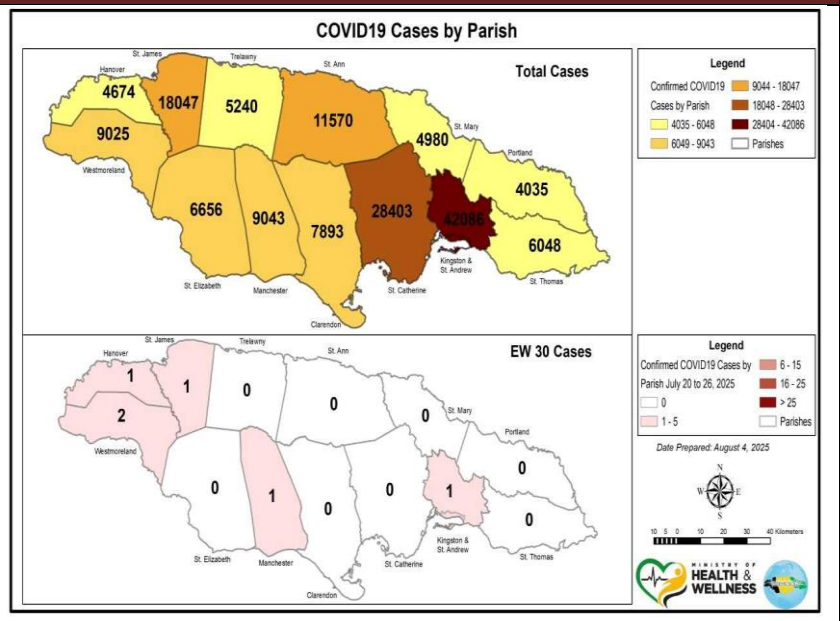 COVID19 Cases by Parish
Total Cases
St. James
Trelawny
St. Ann
Hanover
4674
18047
5240
11570
9025
4980
St. Mary
Portland
Westmoreland
4035
6656
9043
7893
28403
42086
6048
Kingston &
St. Andrew
St. Thomas
St. Elizabeth
Manchester
St. Catherine
Clarendon
Legend
Confirmed COVID19
Cases by Parish
4035 - 6048
6049 - 9043
9044 - 18047
18048 - 28403
28404 - 42086
Parishes
EW 30 Cases
St. James
Trelawny
St. Ann
Hanover
1
1
0
0
2
0
St. Mary
Portland
Westmoreland
0
0
1
0
0
1
0
Kingston &
St. Andrew
St. Thomas
St. Elizabeth
Manchester
St. Catherine
Clarendon
Legend
Confirmed COVID19 Cases by
Parish July 20 to 26, 2025
0
1 - 5
6 - 15
16 - 25
> 25
Parishes
Date Prepared: August 4, 2025
N
W
E
S
10 5 0 10 20 30 40 Kilometers
MINISTRY OF
HEALTH &
WELLNESS